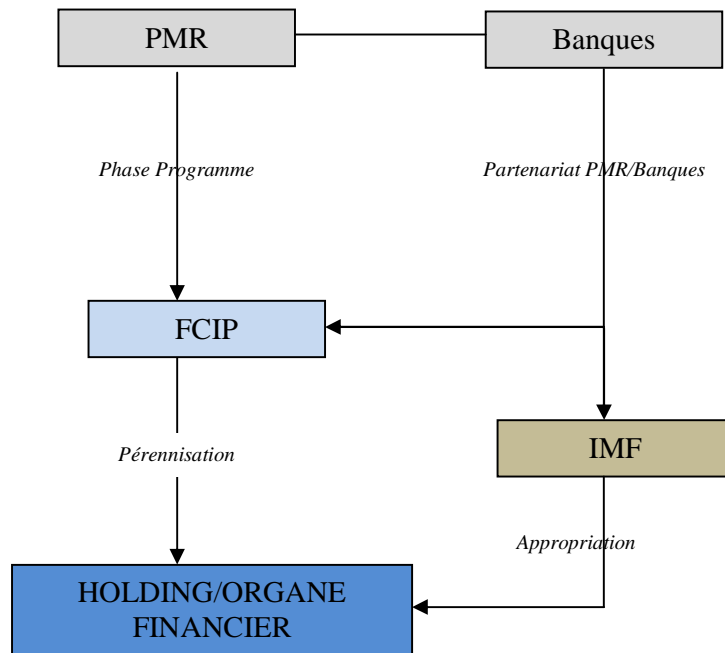 PMR
Banques
Phase Programme
Partenariat PMR/Banques
FCIP
IMF
Pérennisation
Appropriation
HOLDING/ORGANE
FINANCIER